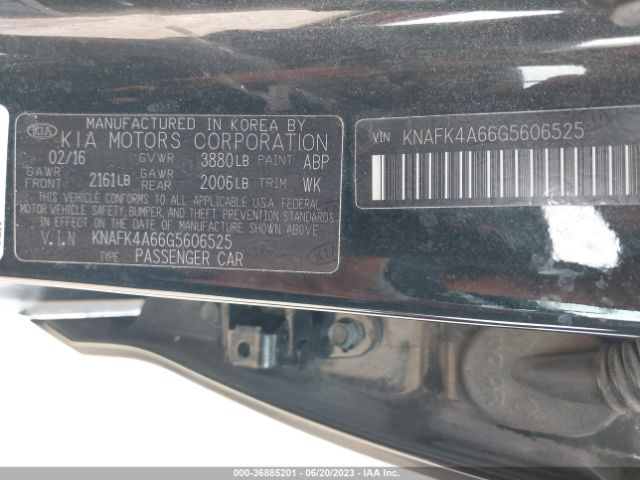 MANUFACTURED IN KOREA BY
KIA KIA MOTORS CORPORATION
02/16 GVWR 3880LB PAINT ABP
GAWR FRONT 2161LB GAWR REAR 2006LB TRIM WK
THIS VEHICLE CONFORMS TO ALL APPLICABLE U.S.A FEDERAL
MOTOR VEHICLE SAFETY, BUMPER, AND THEFT PREVENTION STANDARDS
IN EFFECT ON THE DATE OF MANUFACTURE SHOWN ABOVE
V.I.N KNAFK4A66G5606525
TYPE PASSENGER CAR
VIN KNAFK4A66G5606525
KIA
000-36885201 - 06/20/2023 - IAA Inc.